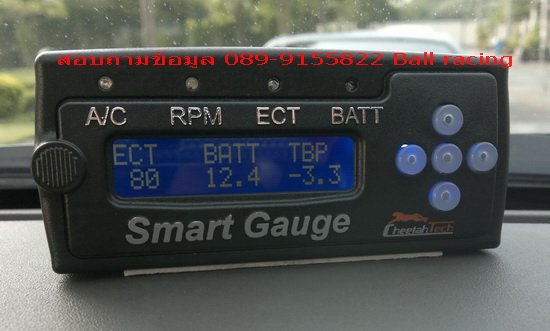 สอบถามข้อมูล 089-9155822 Ball racing
A/C RPM ECT BATT
ECT BATT TBP
80 12.4 -3.3
Smart Gauge
CheetahTech